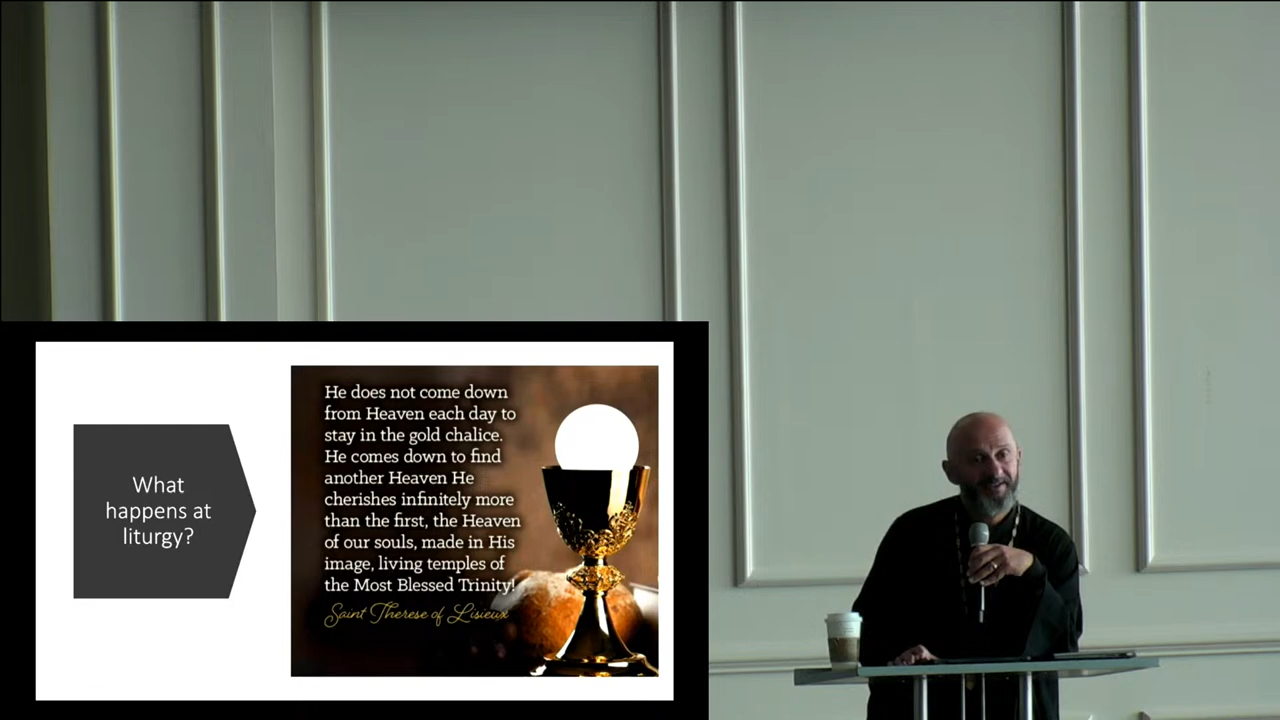 What
happens at
liturgy?
He does not come down
from Heaven each day to
stay in the gold chalice.
He comes down to find
another Heaven He
cherishes infinitely more
than the first, the Heaven
of our souls, made in His
image, living temples of
the Most Blessed Trinity!
Saint Therese of Lisieux